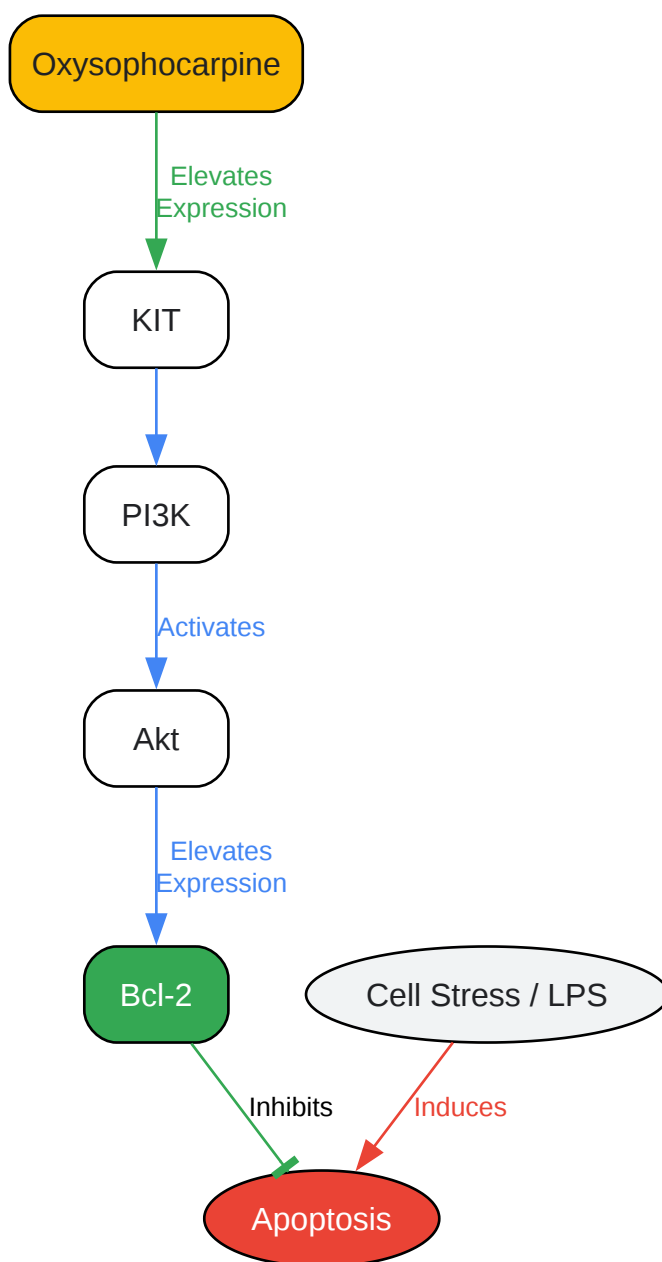 Oxysophocarpine
Elevates
Expression
KIT
PI3K
Activates
Akt
Elevates
Expression
Bcl-2
Cell Stress / LPS
Inhibits
Induces
Apoptosis